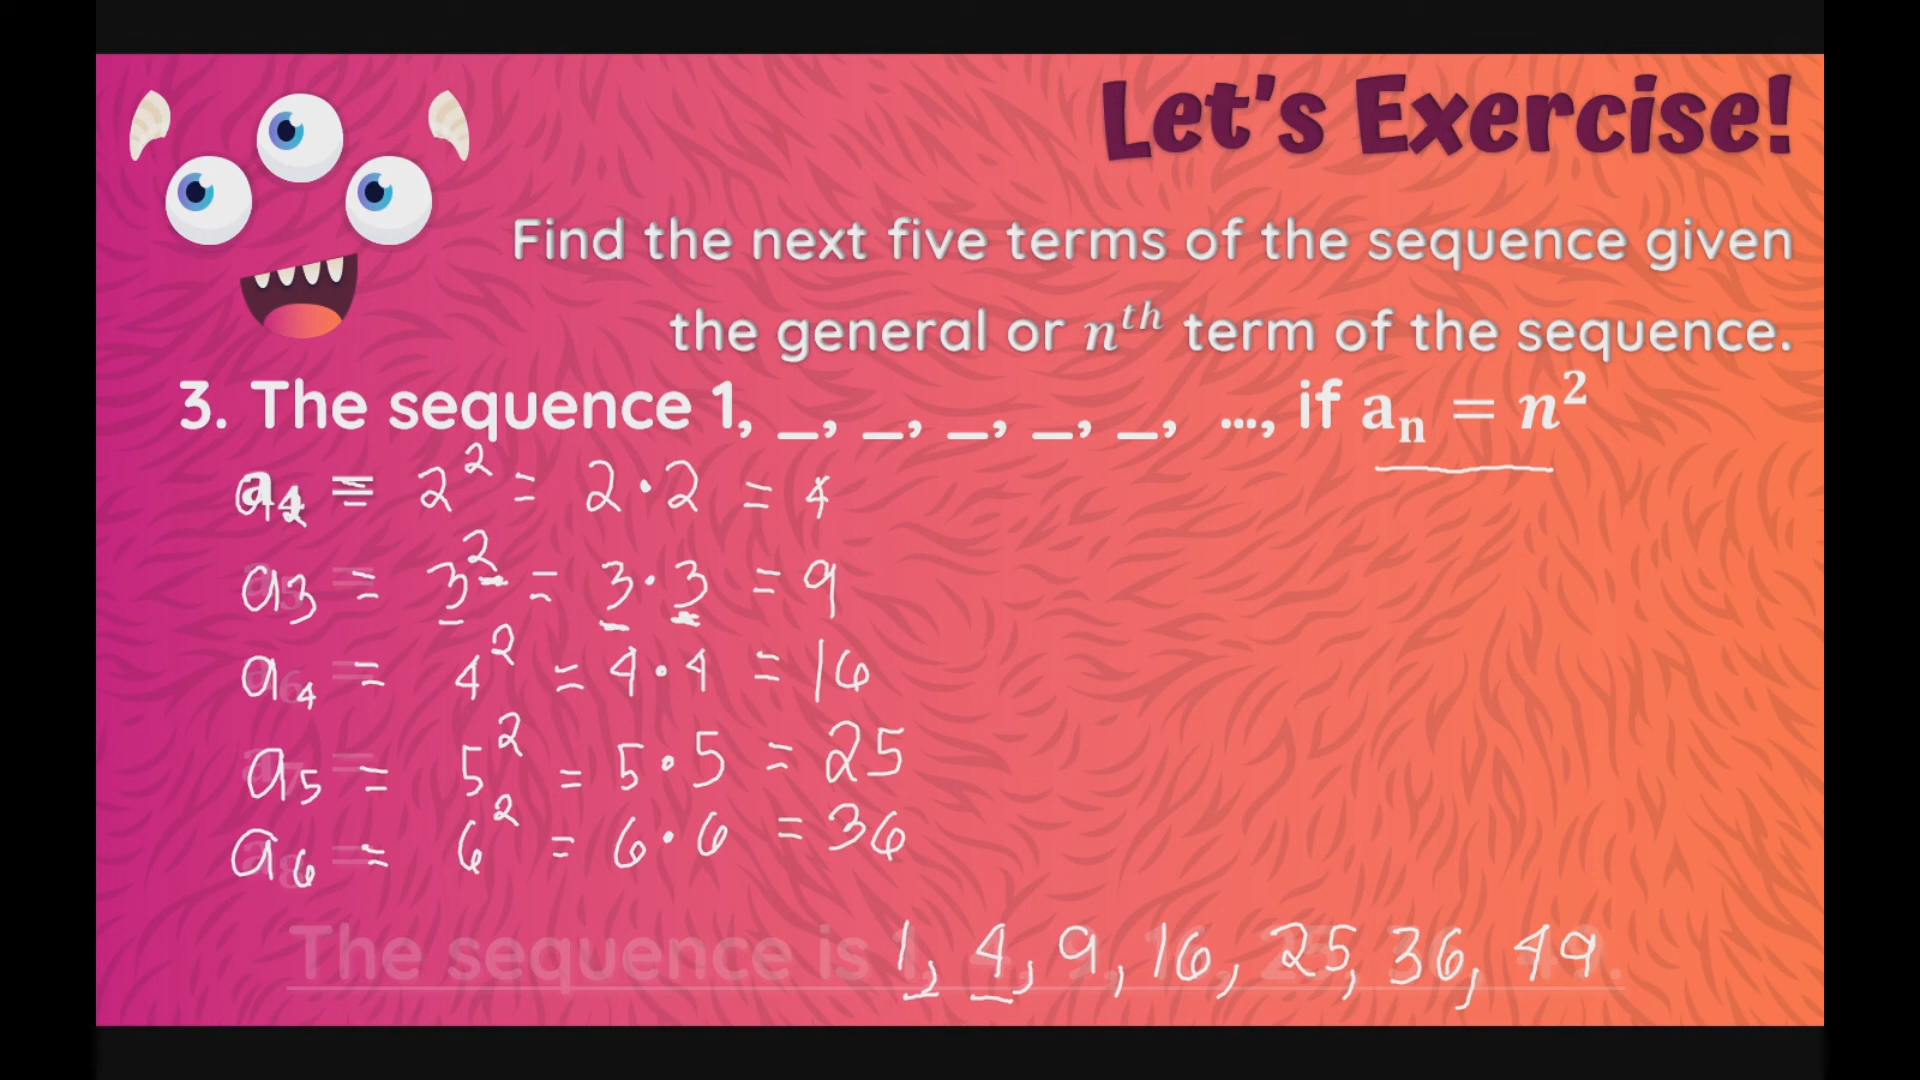 Let's Exercise!
Find the next five terms of the sequence given
the general or nᵗʰ term of the sequence.
3. The sequence 1, _, _, _, _, _, ..., if aₙ = n²
a₂ = 2² = 2·2 = 4
a₃ = 3² = 3·3 = 9
a₄ = 4² = 4·4 = 16
a₅ = 5² = 5·5 = 25
a₆ = 6² = 6·6 = 36
The sequence is 1, 4, 9, 16, 25, 36, 49.